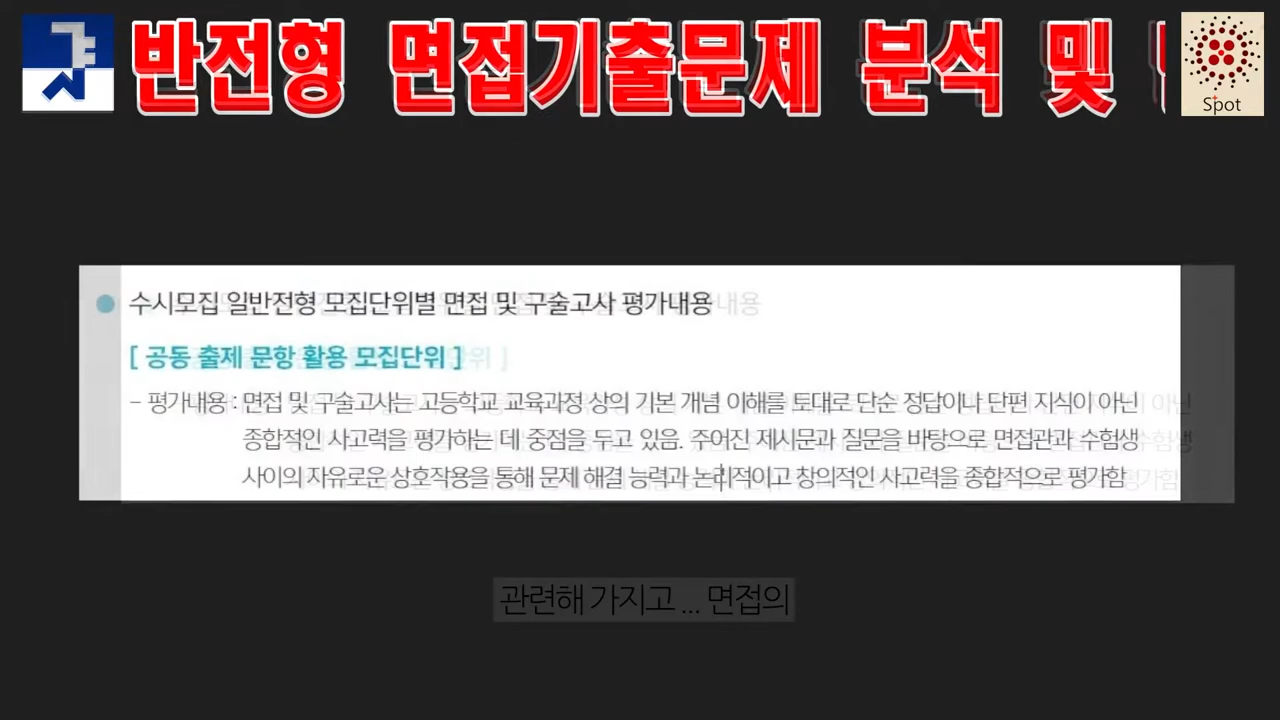 반전형 면접기출문제 분석 및
Spot
수시모집 일반전형 모집단위별 면접 및 구술고사 평가내용
[ 공동 출제 문항 활용 모집단위 ]
– 평가내용 : 면접 및 구술고사는 고등학교 교육과정 상의 기본 개념 이해를 토대로 단순 정답이나 단편 지식이 아닌
종합적인 사고력을 평가하는 데 중점을 두고 있음. 주어진 제시문과 질문을 바탕으로 면접관과 수험생
사이의 자유로운 상호작용을 통해 문제 해결 능력과 논리적이고 창의적인 사고력을 종합적으로 평가함
관련해 가지고 ... 면접의